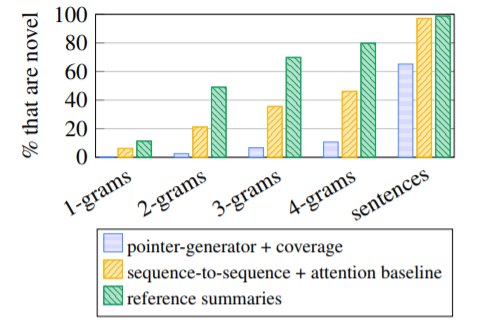 % that are novel
100
80
60
40
20
0
1-grams
2-grams
3-grams
4-grams
sentences
pointer-generator + coverage
sequence-to-sequence + attention baseline
reference summaries